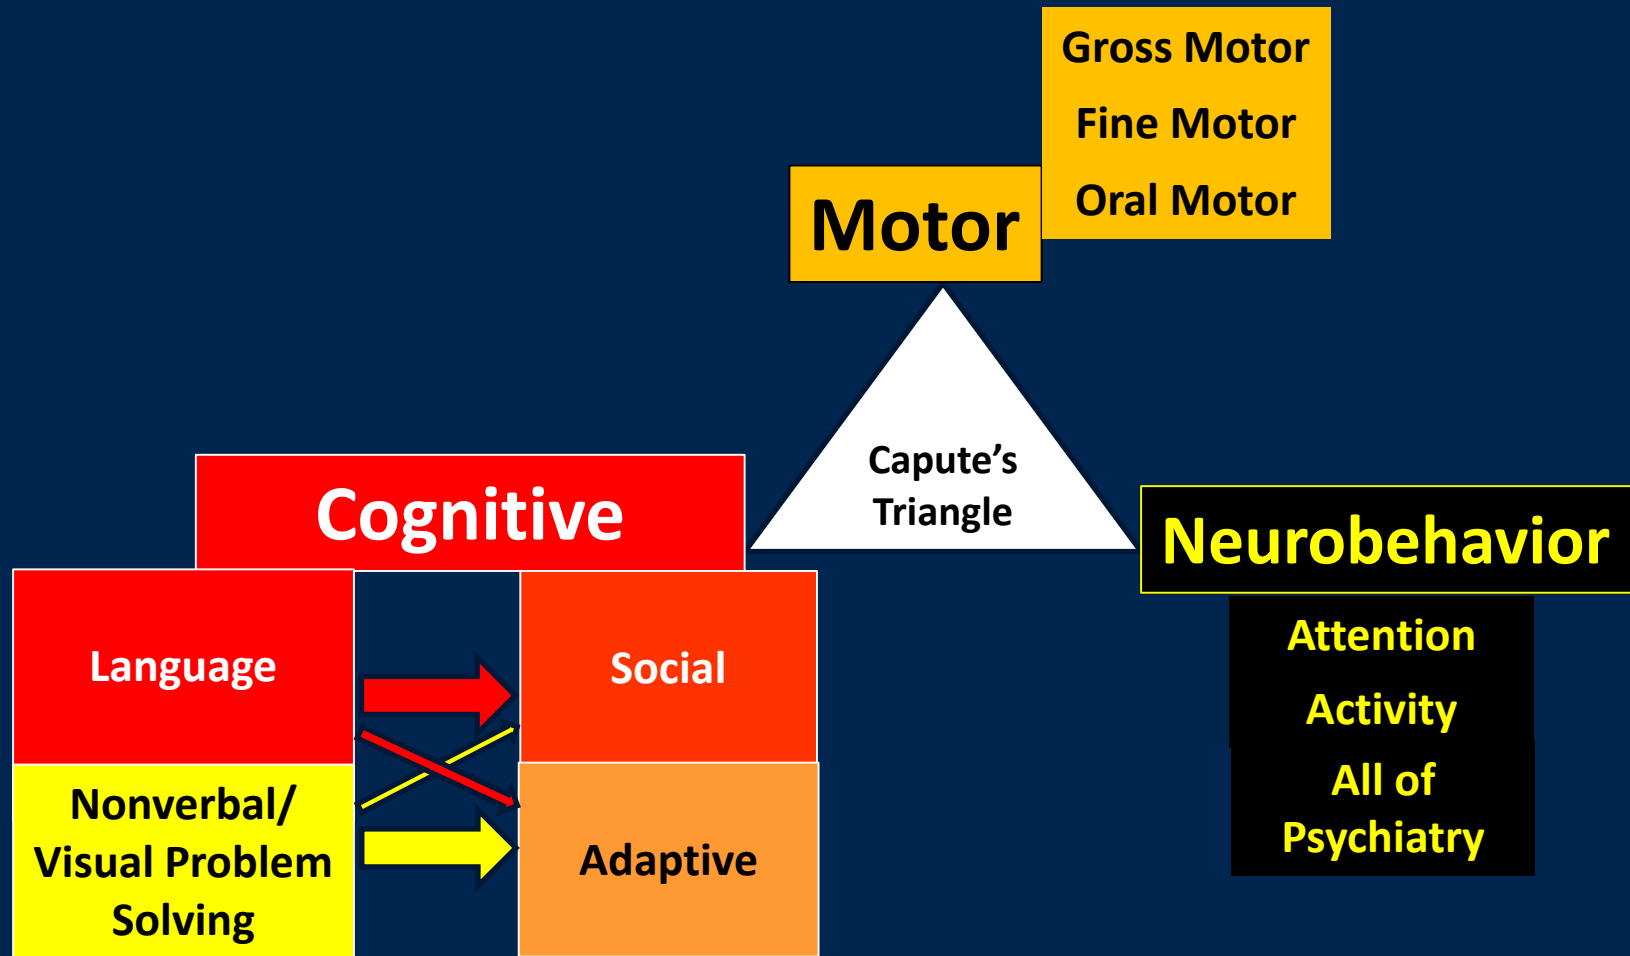 Gross Motor
Fine Motor
Oral Motor
Motor
Capute’s
Triangle
Cognitive
Language
Social
Nonverbal/
Visual Problem
Solving
Adaptive
Neurobehavior
Attention
Activity
All of
Psychiatry